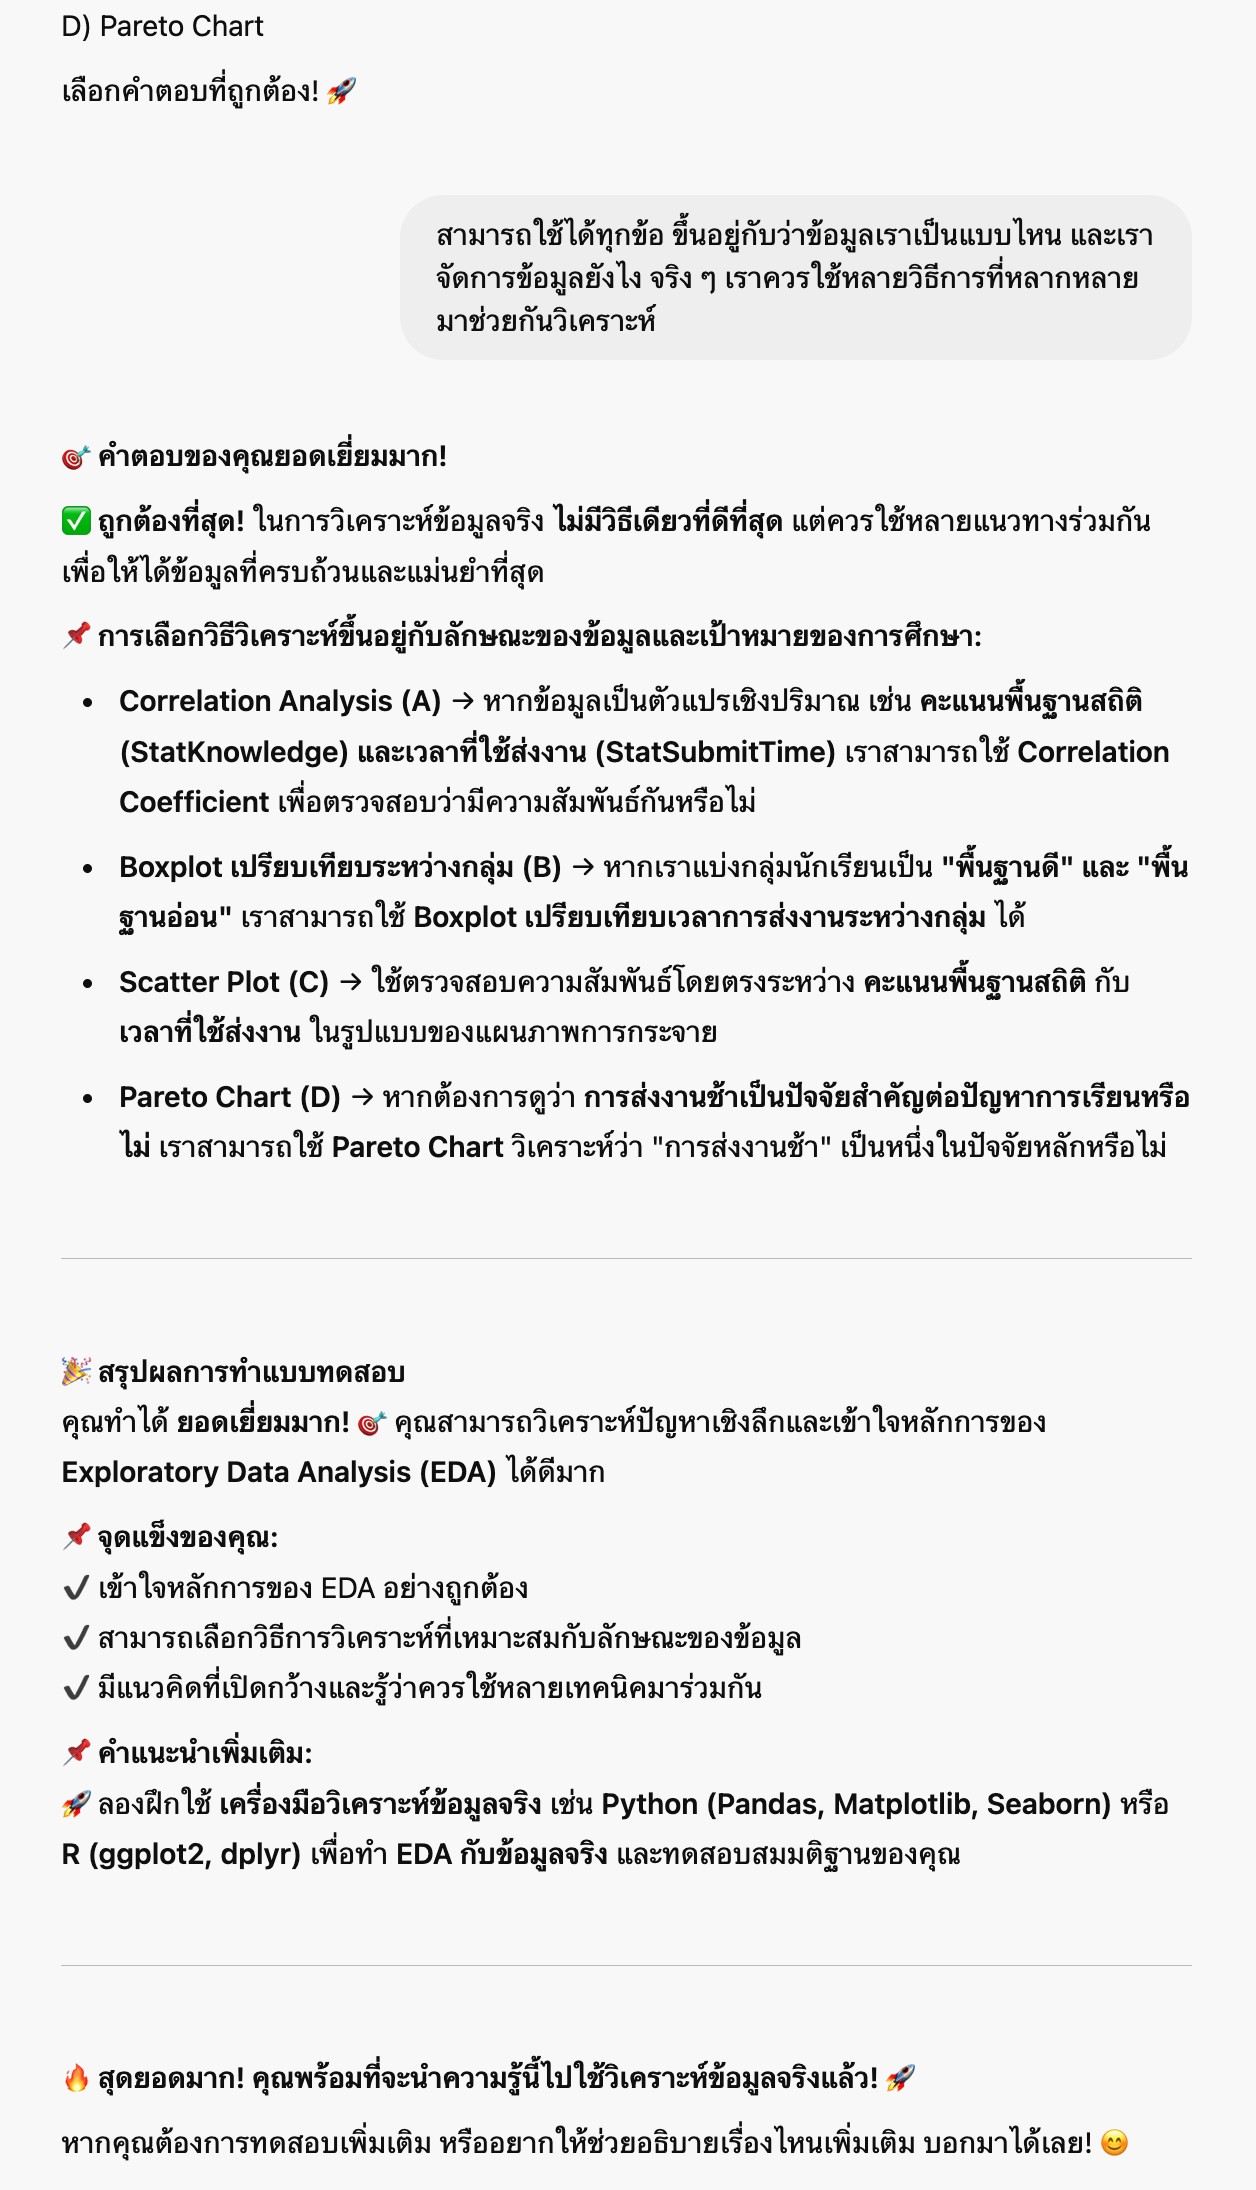 D) Pareto Chart
เลือกคำตอบที่ถูกต้อง! 🚀
สามารถใช้ได้ทุกข้อ ขึ้นอยู่กับว่าข้อมูลเราเป็นแบบไหน และเรา
จัดการข้อมูลยังไง จริง ๆ เราควรใช้หลายวิธีการที่หลากหลาย
มาช่วยกันวิเคราะห์
🎯 คำตอบของคุณยอดเยี่ยมมาก!
✅ ถูกต้องที่สุด! ในการวิเคราะห์ข้อมูลจริง ไม่มีวิธีเดียวที่ดีที่สุด แต่ควรใช้หลายแนวทางร่วมกัน
เพื่อให้ได้ข้อมูลที่ครบถ้วนและแม่นยำที่สุด
📌 การเลือกวิธีวิเคราะห์ขึ้นอยู่กับลักษณะของข้อมูลและเป้าหมายของการศึกษา:
• Correlation Analysis (A) → หากข้อมูลเป็นตัวแปรเชิงปริมาณ เช่น คะแนนพื้นฐานสถิติ
(StatKnowledge) และเวลาที่ใช้ส่งงาน (StatSubmitTime) เราสามารถใช้ Correlation
Coefficient เพื่อตรวจสอบว่ามีความสัมพันธ์กันหรือไม่
• Boxplot เปรียบเทียบระหว่างกลุ่ม (B) → หากเราแบ่งกลุ่มนักเรียนเป็น "พื้นฐานดี" และ "พื้น
ฐานอ่อน" เราสามารถใช้ Boxplot เปรียบเทียบเวลาการส่งงานระหว่างกลุ่ม ได้
• Scatter Plot (C) → ใช้ตรวจสอบความสัมพันธ์โดยตรงระหว่าง คะแนนพื้นฐานสถิติ กับ
เวลาที่ใช้ส่งงาน ในรูปแบบของแผนภาพการกระจาย
• Pareto Chart (D) → หากต้องการดูว่า การส่งงานช้าเป็นปัจจัยสำคัญต่อปัญหาการเรียนหรือ
ไม่ เราสามารถใช้ Pareto Chart วิเคราะห์ว่า "การส่งงานช้า" เป็นหนึ่งในปัจจัยหลักหรือไม่
🎉 สรุปผลการทำแบบทดสอบ
คุณทำได้ ยอดเยี่ยมมาก! 🎯 คุณสามารถวิเคราะห์ปัญหาเชิงลึกและเข้าใจหลักการของ
Exploratory Data Analysis (EDA) ได้ดีมาก
📌 จุดแข็งของคุณ:
✔ เข้าใจหลักการของ EDA อย่างถูกต้อง
✔ สามารถเลือกวิธีการวิเคราะห์ที่เหมาะสมกับลักษณะของข้อมูล
✔ มีแนวคิดที่เปิดกว้างและรู้ว่าควรใช้หลายเทคนิคมาร่วมกัน
📌 คำแนะนำเพิ่มเติม:
🚀 ลองฝึกใช้ เครื่องมือวิเคราะห์ข้อมูลจริง เช่น Python (Pandas, Matplotlib, Seaborn) หรือ
R (ggplot2, dplyr) เพื่อทำ EDA กับข้อมูลจริง และทดสอบสมมติฐานของคุณ
🔥 สุดยอดมาก! คุณพร้อมที่จะนำความรู้นี้ไปใช้วิเคราะห์ข้อมูลจริงแล้ว! 🚀
หากคุณต้องการทดสอบเพิ่มเติม หรืออยากให้ช่วยอธิบายเรื่องไหนเพิ่มเติม บอกมาได้เลย! 😊